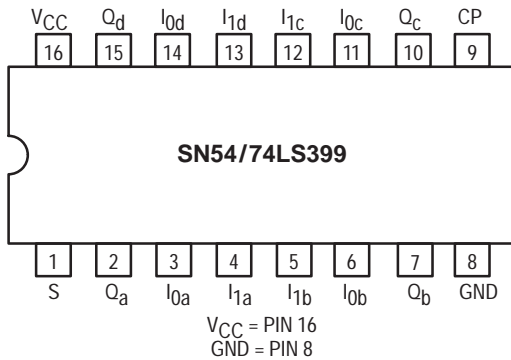 VCC Qd I0d I1d I1c I0c Qc CP
16 15 14 13 12 11 10 9
SN54/74LS399
1 2 3 4 5 6 7 8
S Qa I0a I1a I1b I0b Qb GND
VCC = PIN 16
GND = PIN 8